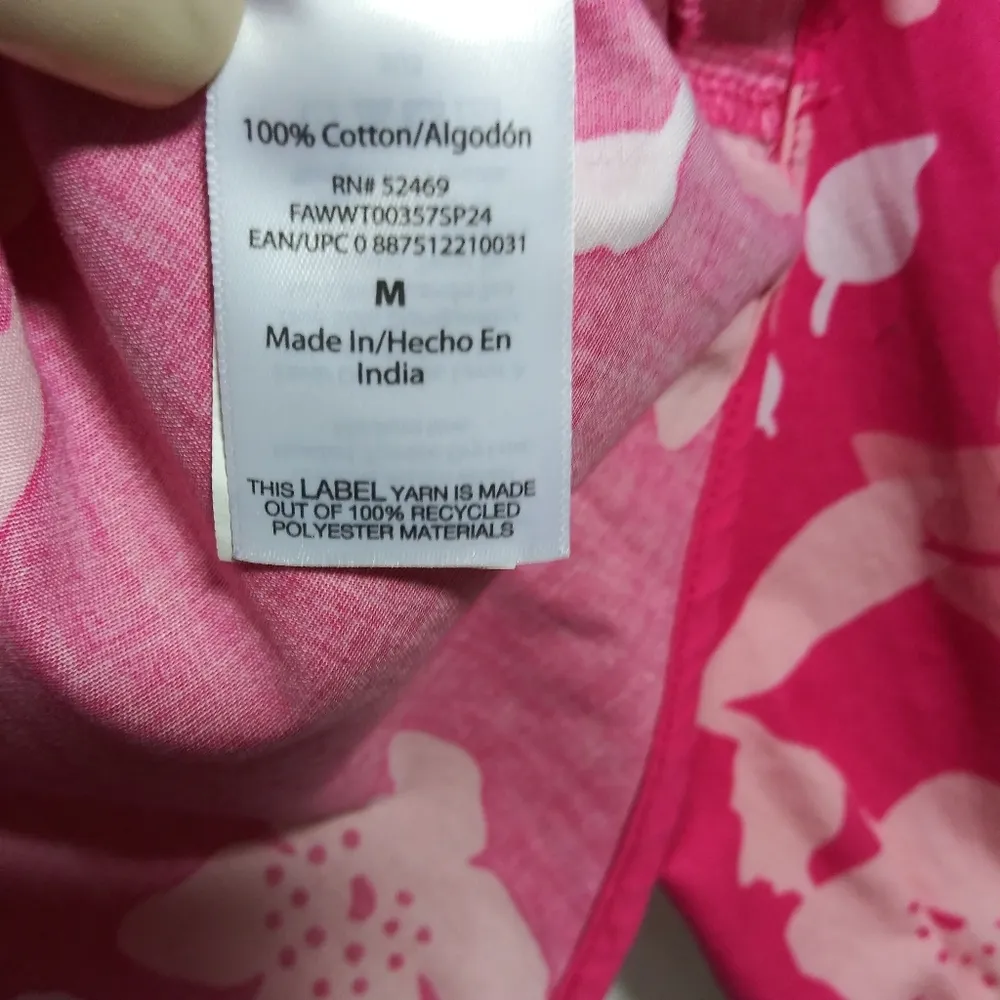 100% Cotton/Algodón
RN# 52469
FAWWT00357SP24
EAN/UPC 0 887512210031
M
Made In/Hecho En
India
THIS LABEL YARN IS MADE
OUT OF 100% RECYCLED
POLYESTER MATERIALS